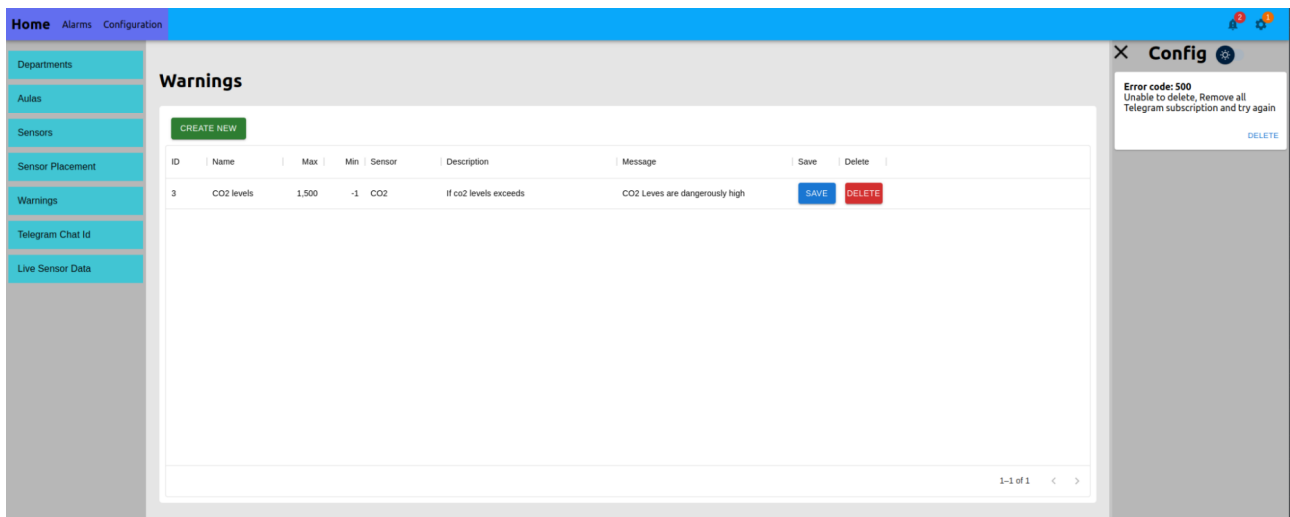 Home Alarms Configuration 2 1
Departments
Aulas
Sensors
Sensor Placement
Warnings
Telegram Chat Id
Live Sensor Data
Warnings
CREATE NEW
ID Name Max Min Sensor Description Message Save Delete
3 CO2 levels 1,500 -1 CO2 If co2 levels exceeds CO2 Leves are dangerously high SAVE DELETE
1–1 of 1
Config
Error code: 500
Unable to delete, Remove all
Telegram subscription and try again
DELETE